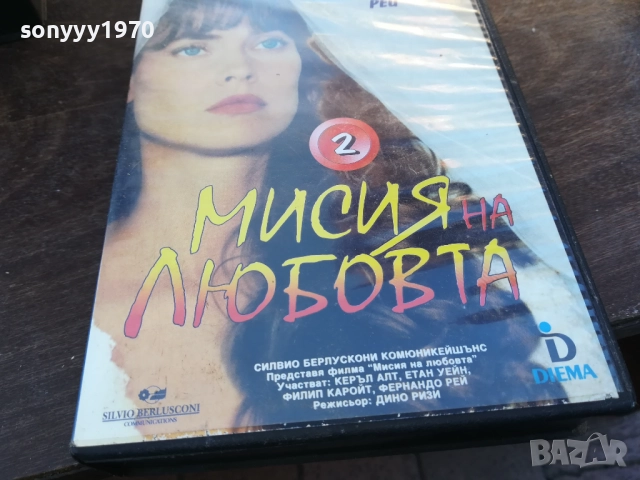 sonyyy1970
РЕЙ
2
МИСИЯ НА
ЛЮБОВТА
СИЛВИО БЕРЛУСКОНИ КОМЮНИКЕЙШЪНС
Представя филма "Мисия на любовта"
Участват: КЕРЪЛ АЛТ, ЕТАН УЕЙН,
ФИЛИП КАРОЙТ, ФЕРНАНДО РЕЙ
Режисьор: ДИНО РИЗИ
SILVIO BERLUSCONI
COMMUNICATIONS
D
DIEMA
BAZAR